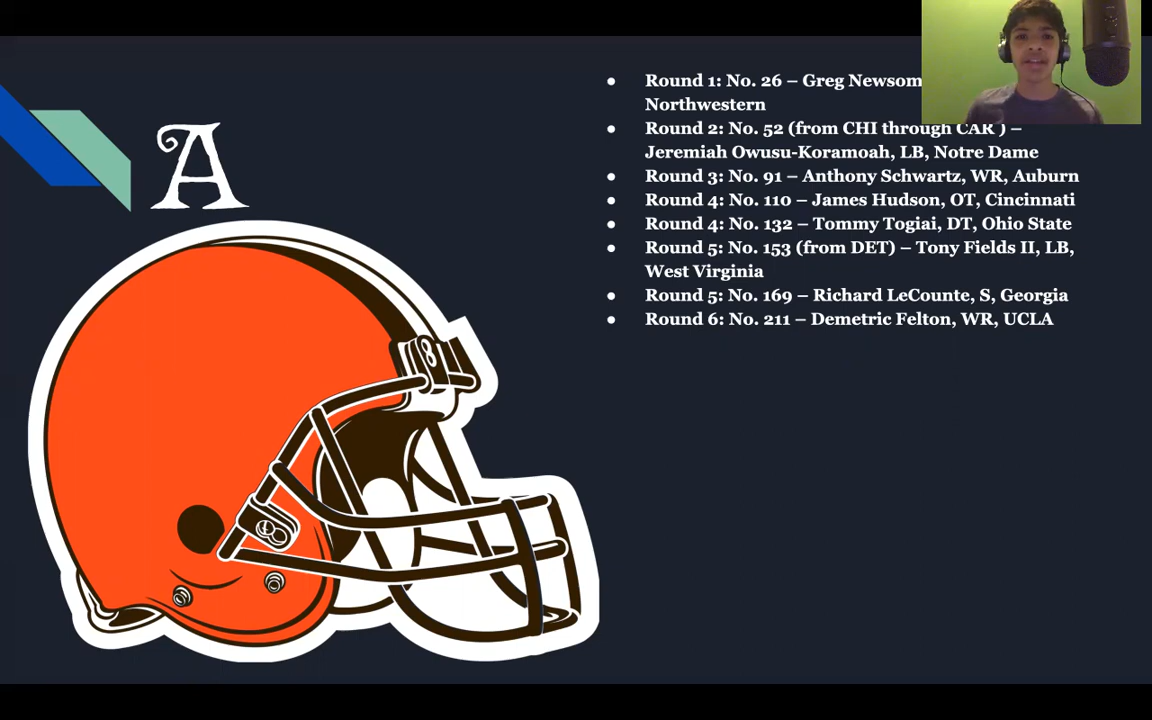 A
Round 1: No. 26 – Greg Newsom
Northwestern
Round 2: No. 52 (from CHI through CAR ) –
Jeremiah Owusu-Koramoah, LB, Notre Dame
Round 3: No. 91 – Anthony Schwartz, WR, Auburn
Round 4: No. 110 – James Hudson, OT, Cincinnati
Round 4: No. 132 – Tommy Togiai, DT, Ohio State
Round 5: No. 153 (from DET) – Tony Fields II, LB,
West Virginia
Round 5: No. 169 – Richard LeCounte, S, Georgia
Round 6: No. 211 – Demetric Felton, WR, UCLA